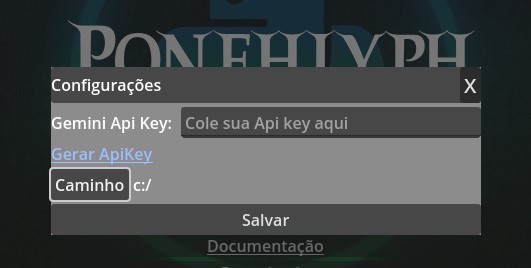 PONEHLYPH
Configurações X
Gemini Api Key: Cole sua Api key aqui
Gerar ApiKey
Caminho c:/
Salvar
Documentação